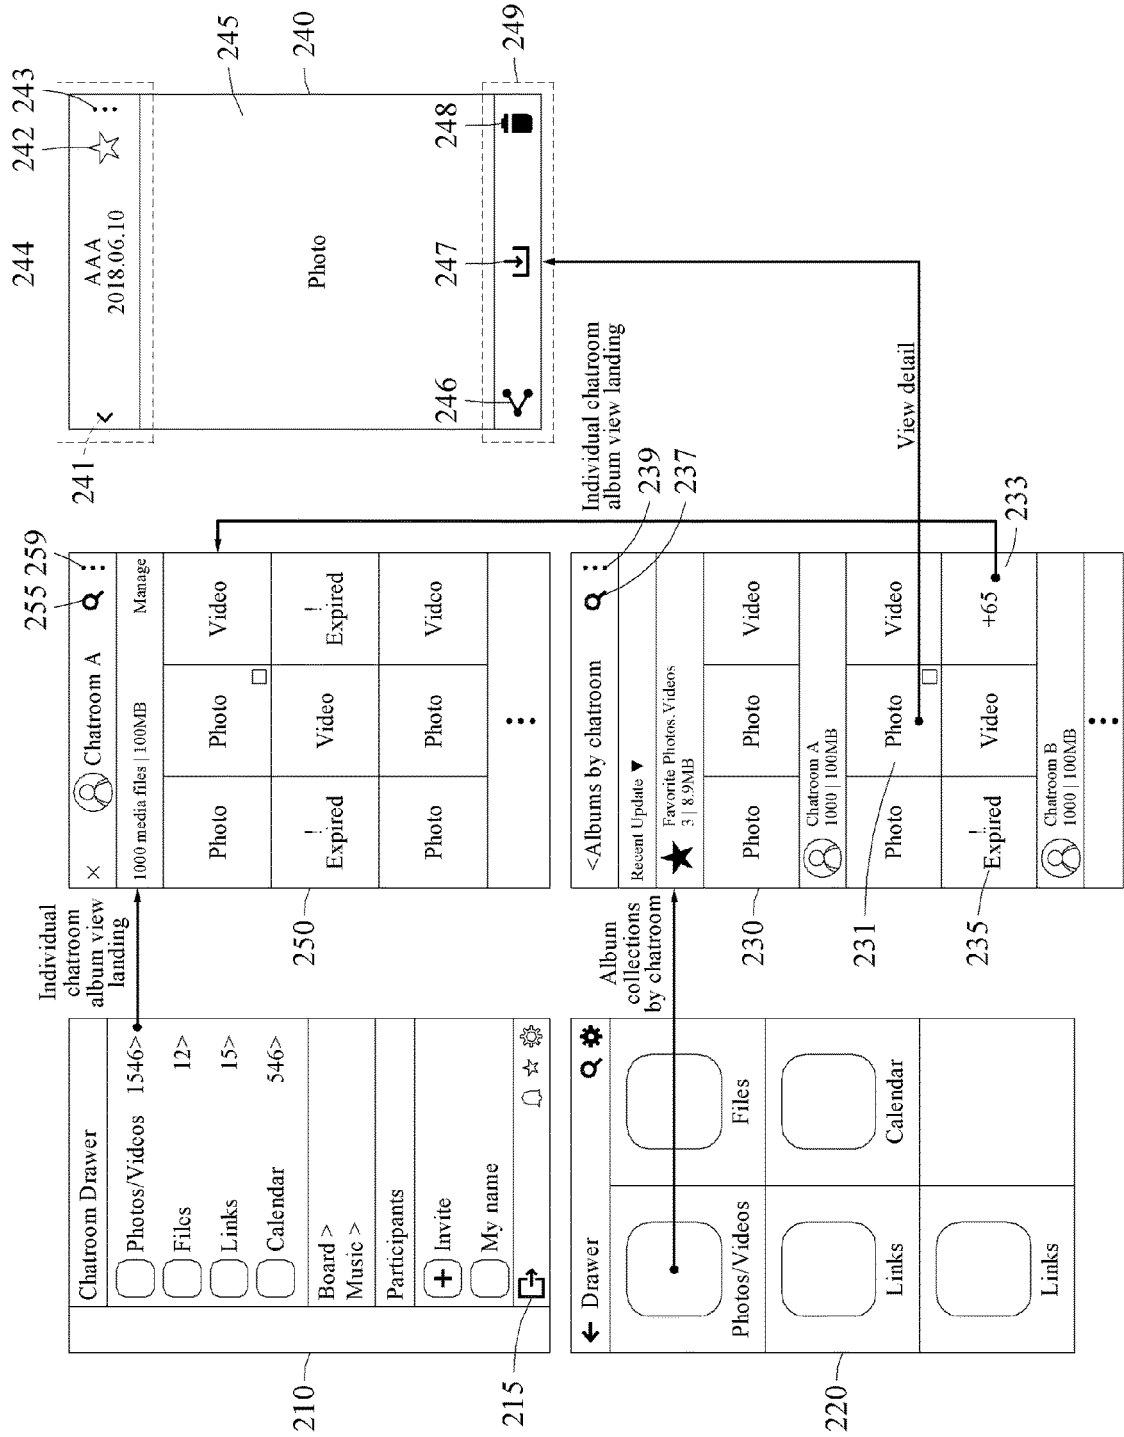 Chatroom Drawer
Photos/Videos 1546>
Files 12>
Links 15>
Calendar 546>
Board >
Music >
Participants
+ Invite
My name
210
215
Individual
chatroom
album view
landing
× Chatroom A
1000 media files | 100MB Manage
Photo Photo Video
! Expired Video ! Expired
Photo Photo Video
250
255 259
241
244
242 243
AAA
2018.06.10
Photo
245
240
246 247 248
249
← Drawer
Photos/Videos Files
Links Calendar
Links
220
Album
collections
by chatroom
<Albums by chatroom
Recent Update ▼
★ Favorite Photos. Videos
3 | 8.9MB
Photo Photo Video
Chatroom A
1000 | 100MB
Photo Photo Video
! Expired Video +65
Chatroom B
1000 | 100MB
230
231
235
Individual chatroom
album view landing
239
237
View detail
233